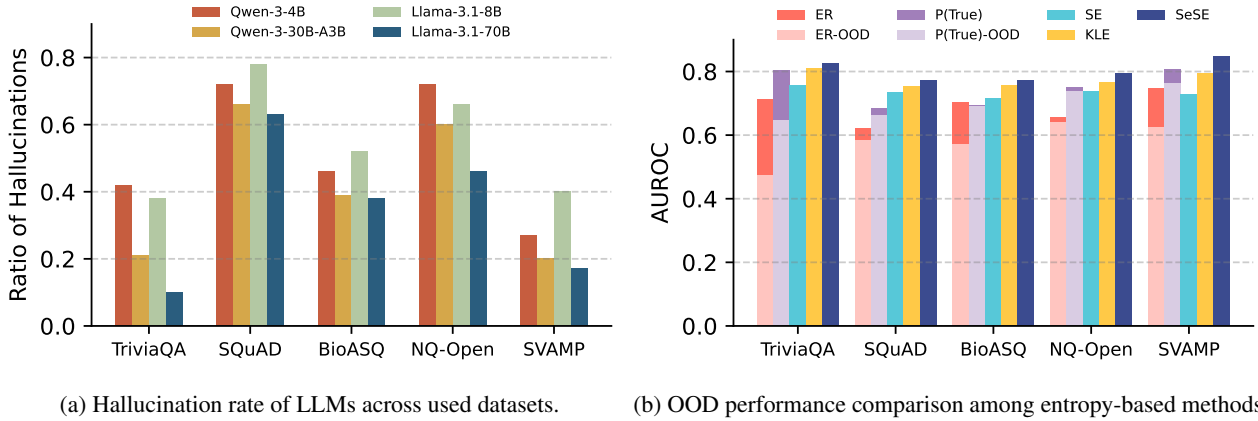 Qwen-3-4B
Qwen-3-30B-A3B
Llama-3.1-8B
Llama-3.1-70B
Ratio of Hallucinations
0.8
0.6
0.4
0.2
0.0
TriviaQA SQuAD BioASQ NQ-Open SVAMP
(a) Hallucination rate of LLMs across used datasets.
ER
ER-OOD
P(True)
P(True)-OOD
SE
KLE
SeSE
AUROC
0.8
0.6
0.4
0.2
0.0
TriviaQA SQuAD BioASQ NQ-Open SVAMP
(b) OOD performance comparison among entropy-based methods